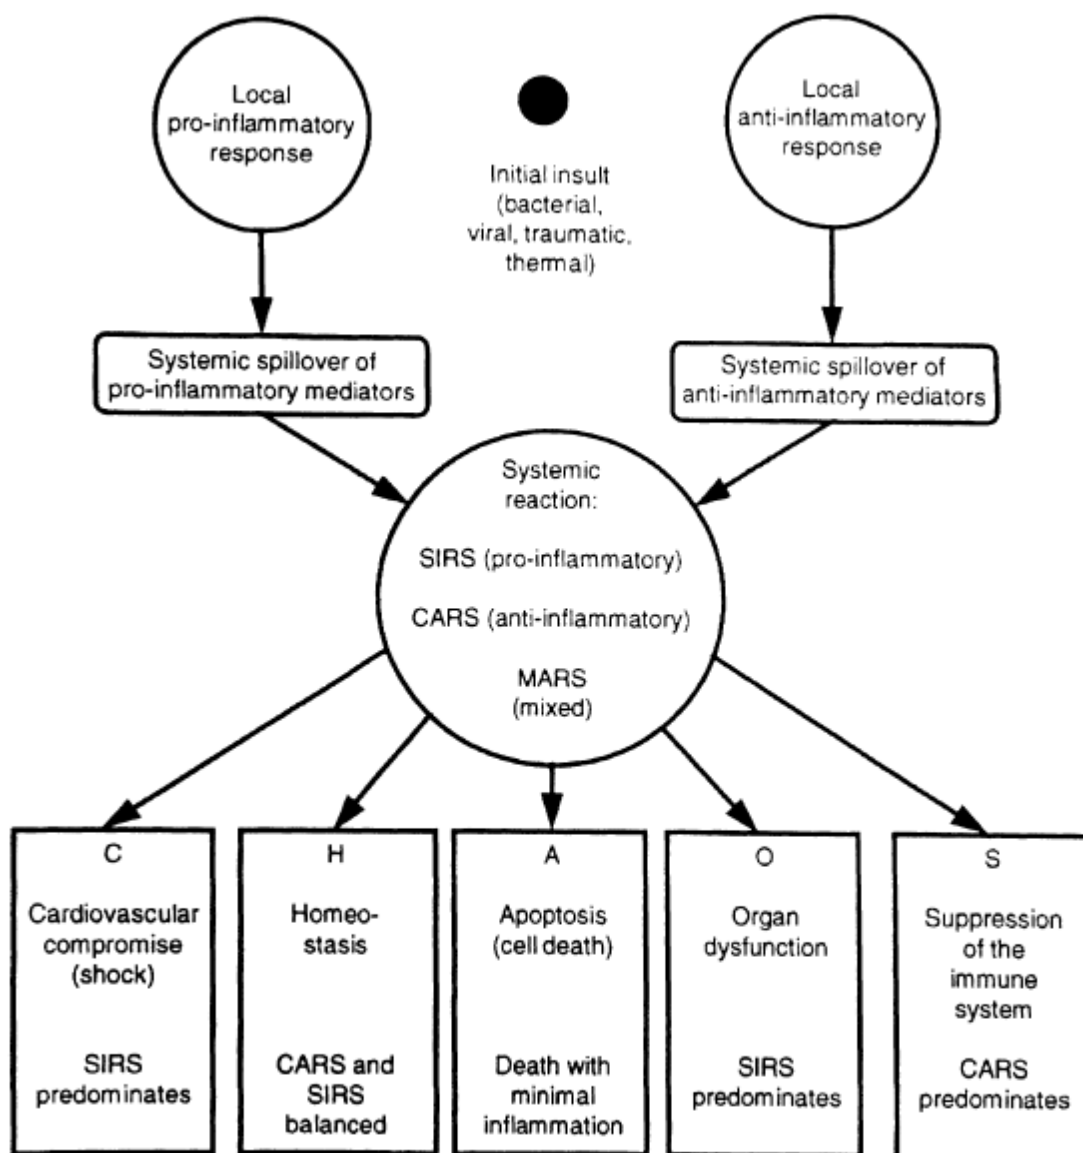 Local
pro-inflammatory
response
Initial insult
(bacterial,
viral, traumatic,
thermal)
Local
anti-inflammatory
response
Systemic spillover of
pro-inflammatory mediators
Systemic spillover of
anti-inflammatory mediators
Systemic
reaction:
SIRS (pro-inflammatory)
CARS (anti-inflammatory)
MARS
(mixed)
C
Cardiovascular
compromise
(shock)
SIRS
predominates
H
Homeo-
stasis
CARS and
SIRS
balanced
A
Apoptosis
(cell death)
Death with
minimal
inflammation
O
Organ
dysfunction
SIRS
predominates
S
Suppression
of the
immune
system
CARS
predominates